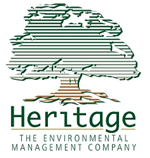 Heritage
THE ENVIRONMENTAL
MANAGEMENT COMPANY